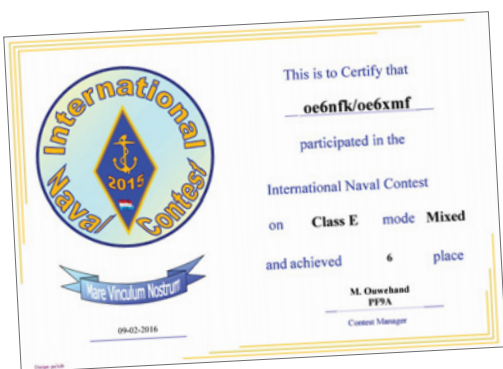 International
Naval Contest
2015
Mare Vinculum Nostrum
09-02-2016
This is to Certify that
oe6nfk/oe6xmf
participated in the
International Naval Contest
on Class E mode Mixed
and achieved 6 place
M. Ouwehand
PF9A
Contest Manager